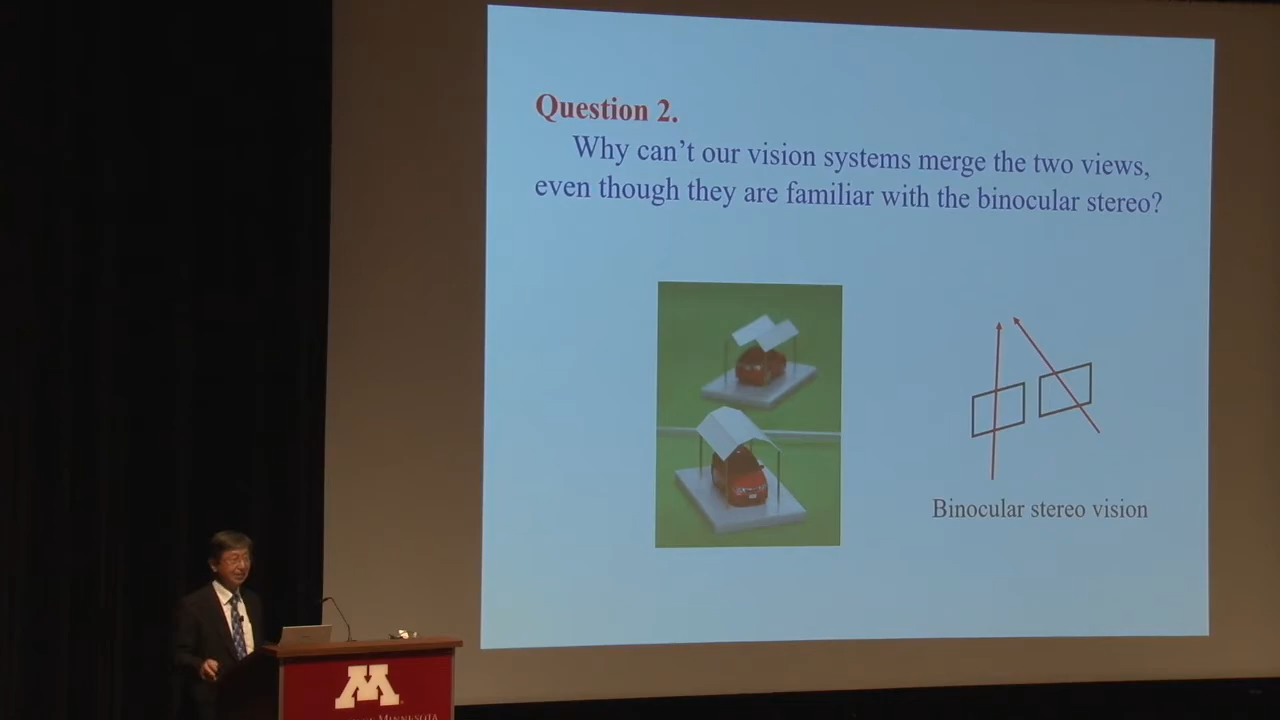 Question 2.
Why can't our vision systems merge the two views,
even though they are familiar with the binocular stereo?
Binocular stereo vision
M
MINNESOTA